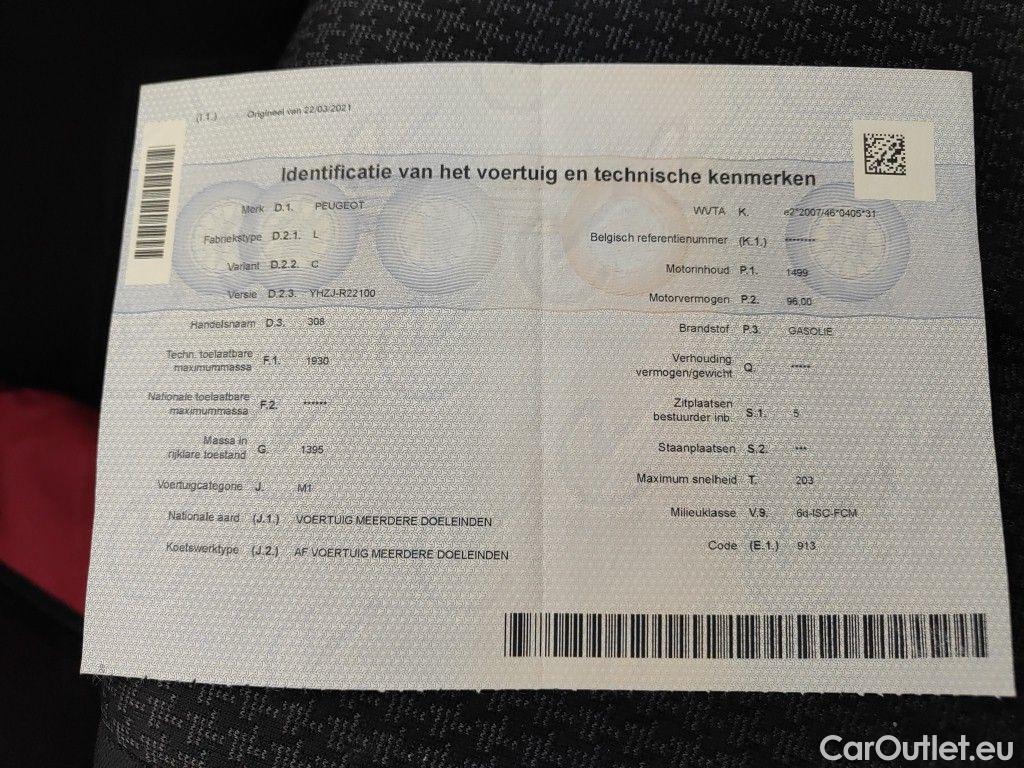 (I.1.) Origineel van 22/03/2021
Identificatie van het voertuig en technische kenmerken
Merk D.1. PEUGEOT
Fabriekstype D.2.1. L
Variant D.2.2. C
Versie D.2.3. YHZJ-R22100
Handelsnaam D.3. 308
Techn. toelaatbare
maximummassa F.1. 1930
Nationale toelaatbare
maximummassa F.2. ******
Massa in
rijklare toestand G. 1395
Voertuigcategorie J. M1
Nationale aard (J.1.) VOERTUIG MEERDERE DOELEINDEN
Koetswerktype (J.2.) AF VOERTUIG MEERDERE DOELEINDEN
WVTA K. e2*2007/46*0405*31
Belgisch referentienummer (K.1.) ********
Motorinhoud P.1. 1499
Motorvermogen P.2. 96.00
Brandstof P.3. GASOLIE
Verhouding
vermogen/gewicht Q. *****
Zitplaatsen
bestuurder inb. S.1. 5
Staanplaatsen S.2. ***
Maximum snelheid T. 203
Milieuklasse V.9. 6d-ISC-FCM
Code (E.1.) 913
CarOutlet.eu